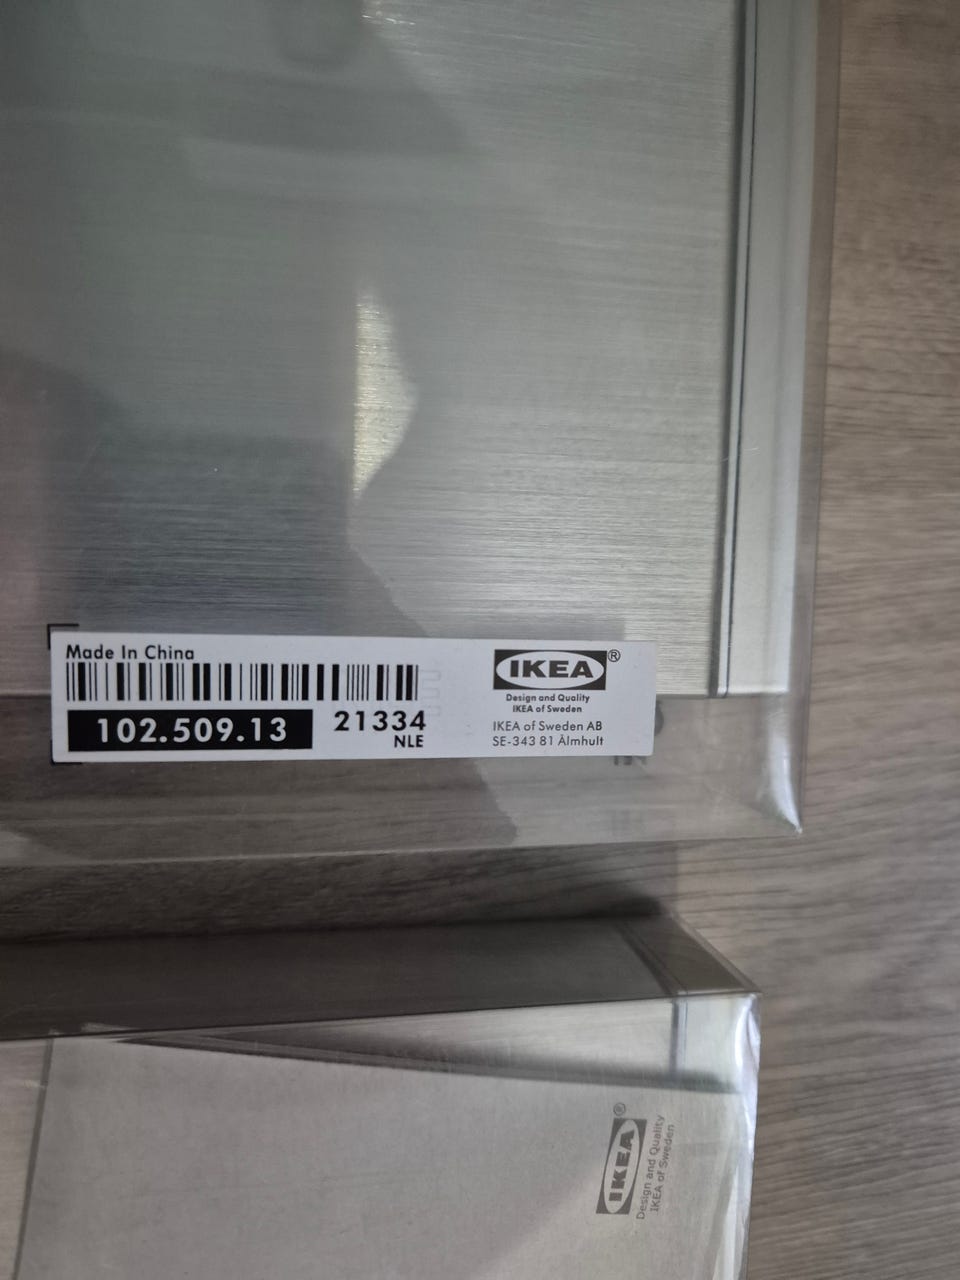 Made In China
102.509.13
21334
NLE
IKEA®
Design and Quality
IKEA of Sweden
IKEA of Sweden AB
SE-343 81 Älmhult
IKEA®
Design and Quality
IKEA of Sweden